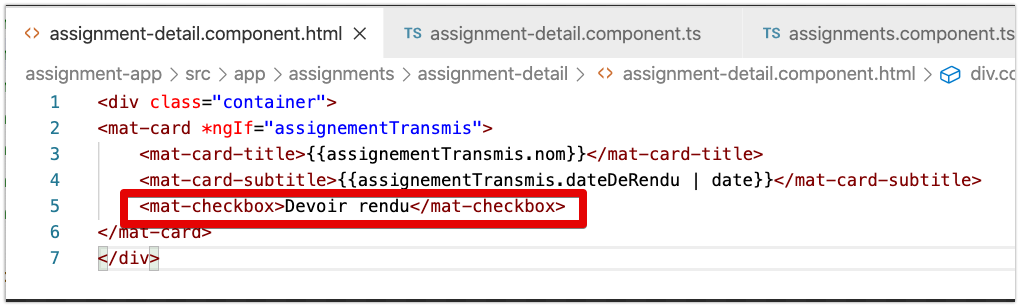 <> assignment-detail.component.html × TS assignment-detail.component.ts TS assignments.component.ts
assignment-app > src > app > assignments > assignment-detail > <> assignment-detail.component.html > div.co
1 <div class="container">
2 <mat-card *ngIf="assignementTransmis">
3 <mat-card-title>{{assignementTransmis.nom}}</mat-card-title>
4 <mat-card-subtitle>{{assignementTransmis.dateDeRendu | date}}</mat-card-subtitle>
5 <mat-checkbox>Devoir rendu</mat-checkbox>
6 </mat-card>
7 </div>